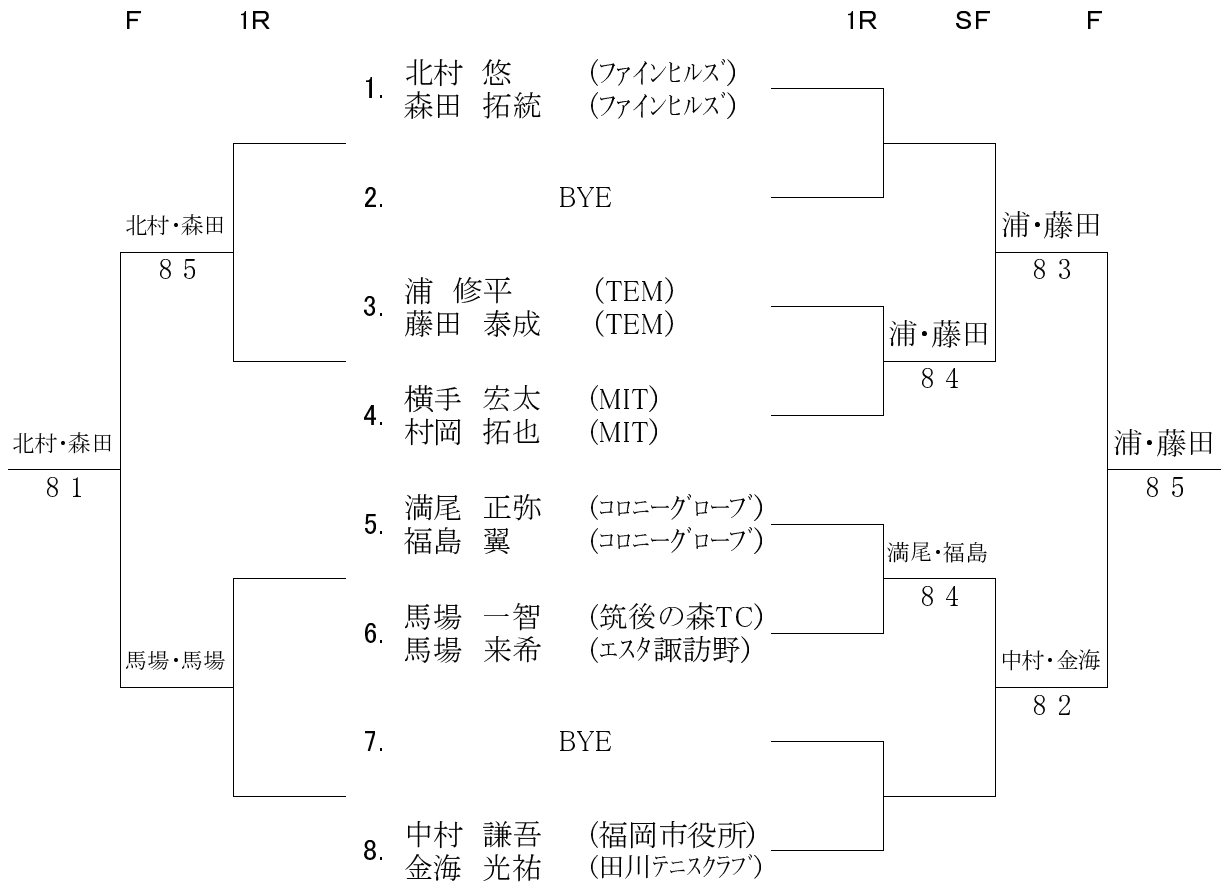 F 1R 1R SF F
1. 北村 悠 (ファインヒルズ)
森田 拓統 (ファインヒルズ)
2. BYE
北村・森田
8 5
浦・藤田
8 3
3. 浦 修平 (TEM)
藤田 泰成 (TEM)
浦・藤田
8 4
4. 横手 宏太 (MIT)
村岡 拓也 (MIT)
北村・森田
8 1
浦・藤田
8 5
5. 満尾 正弥 (コロニーグローブ)
福島 翼 (コロニーグローブ)
満尾・福島
8 4
6. 馬場 一智 (筑後の森TC)
馬場 来希 (エスタ諏訪野)
馬場・馬場
中村・金海
8 2
7. BYE
8. 中村 謙吾 (福岡市役所)
金海 光祐 (田川テニスクラブ)